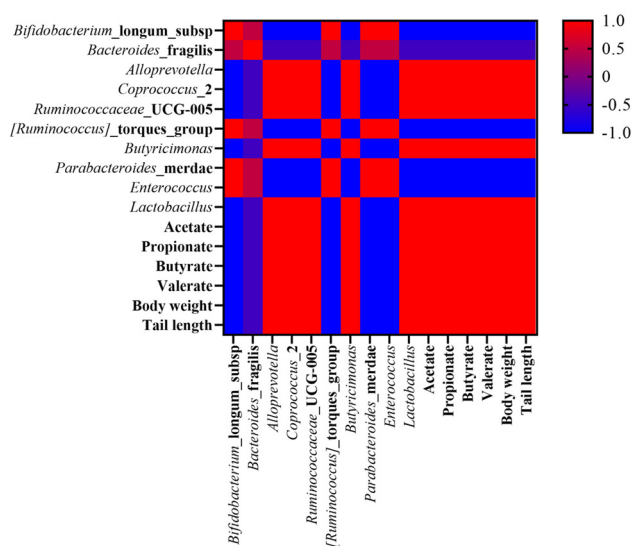 Bifidobacterium_longum_subsp
Bacteroides_fragilis
Alloprevotella
Coprococcus_2
Ruminococcaceae_UCG-005
[Ruminococcus]_torques_group
Butyricimonas
Parabacteroides_merdae
Enterococcus
Lactobacillus
Acetate
Propionate
Butyrate
Valerate
Body weight
Tail length
1.0
0.5
0
-0.5
-1.0
Bifidobacterium_longum_subsp
Bacteroides_fragilis
Alloprevotella
Coprococcus_2
Ruminococcaceae_UCG-005
[Ruminococcus]_torques_group
Butyricimonas
Parabacteroides_merdae
Enterococcus
Lactobacillus
Acetate
Propionate
Butyrate
Valerate
Body weight
Tail length